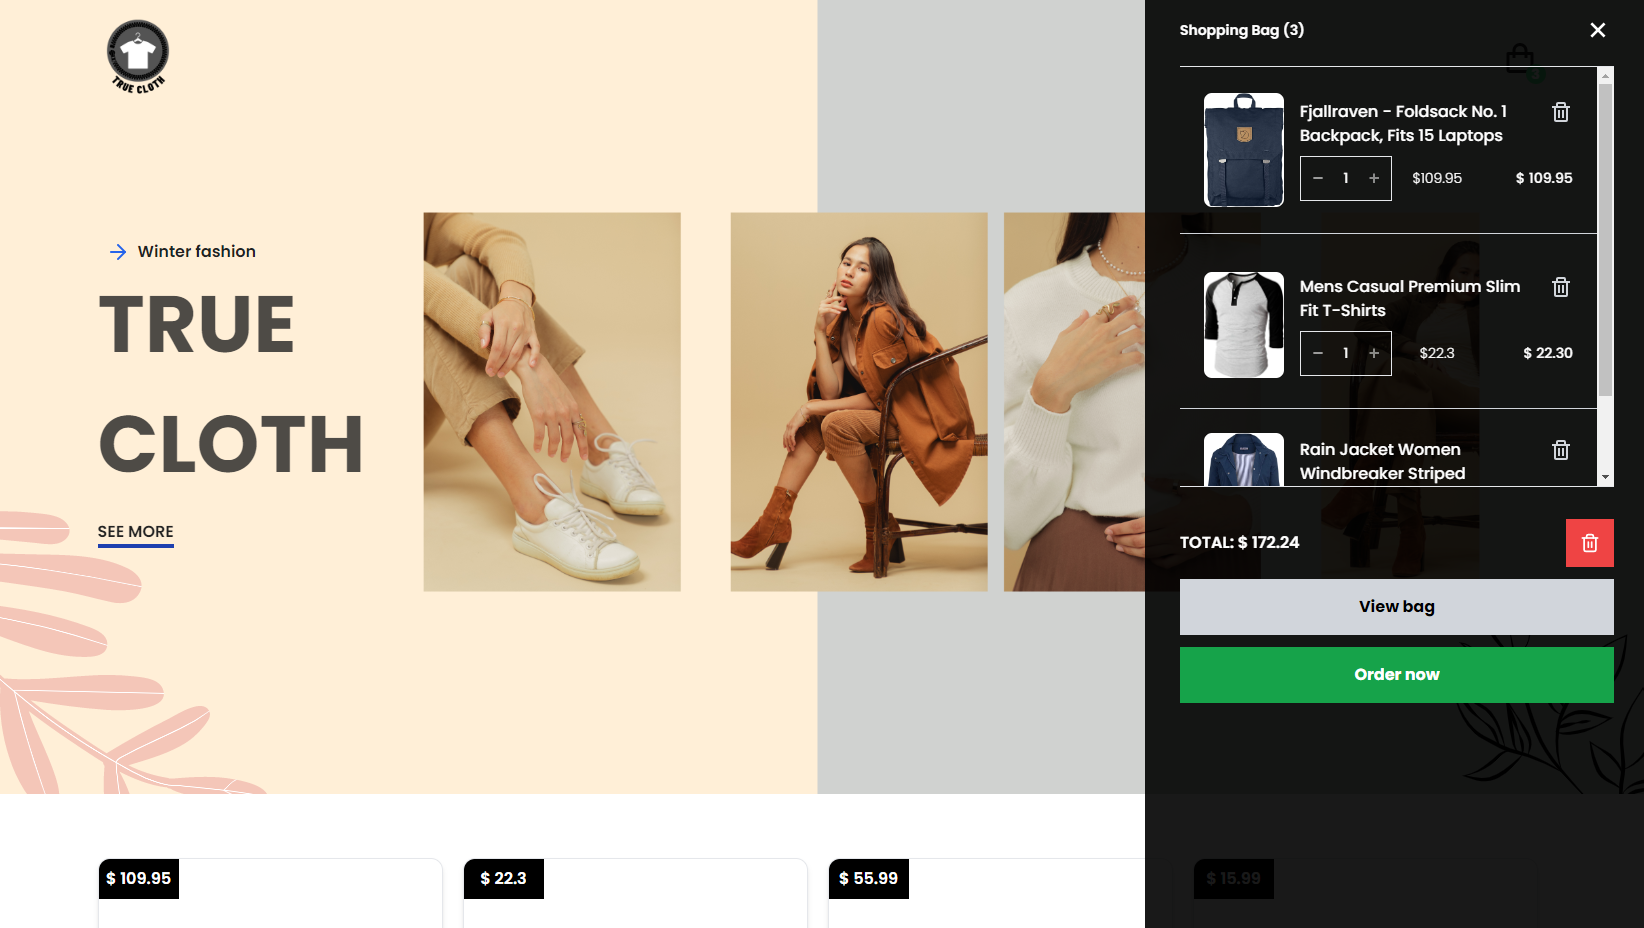 TRUE CLOTH
Winter fashion
TRUE
CLOTH
SEE MORE
Shopping Bag (3)
3
Fjallraven - Foldsack No. 1
Backpack, Fits 15 Laptops
1
$109.95
$ 109.95
Mens Casual Premium Slim
Fit T-Shirts
1
$22.3
$ 22.30
Rain Jacket Women
Windbreaker Striped
TOTAL: $ 172.24
View bag
Order now
$ 109.95
$ 22.3
$ 55.99
$ 15.99